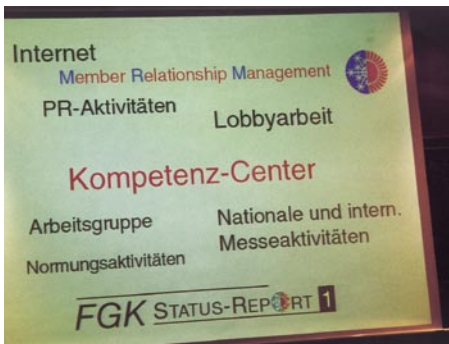 Internet
Member Relationship Management
PR-Aktivitäten
Lobbyarbeit
Kompetenz-Center
Arbeitsgruppe
Nationale und intern.
Messeaktivitäten
Normungsaktivitäten
FGK STATUS-REPORT 1